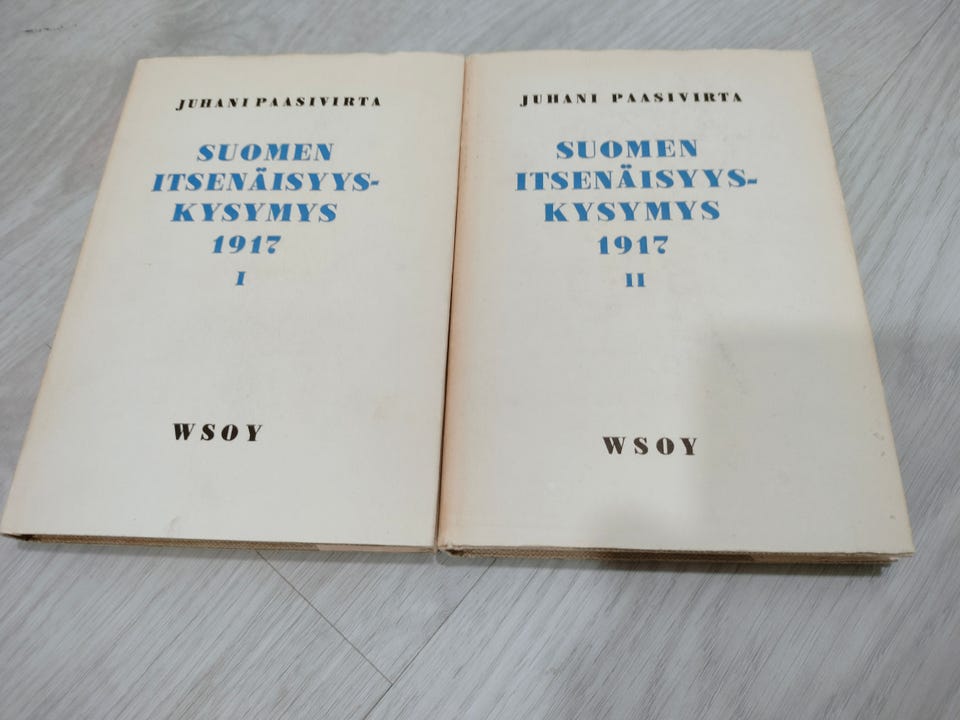 JUHANI PAASIVIRTA
SUOMEN
ITSENÄISYYS-
KYSYMYS
1917
I
WSOY
JUHANI PAASIVIRTA
SUOMEN
ITSENÄISYYS-
KYSYMYS
1917
II
WSOY